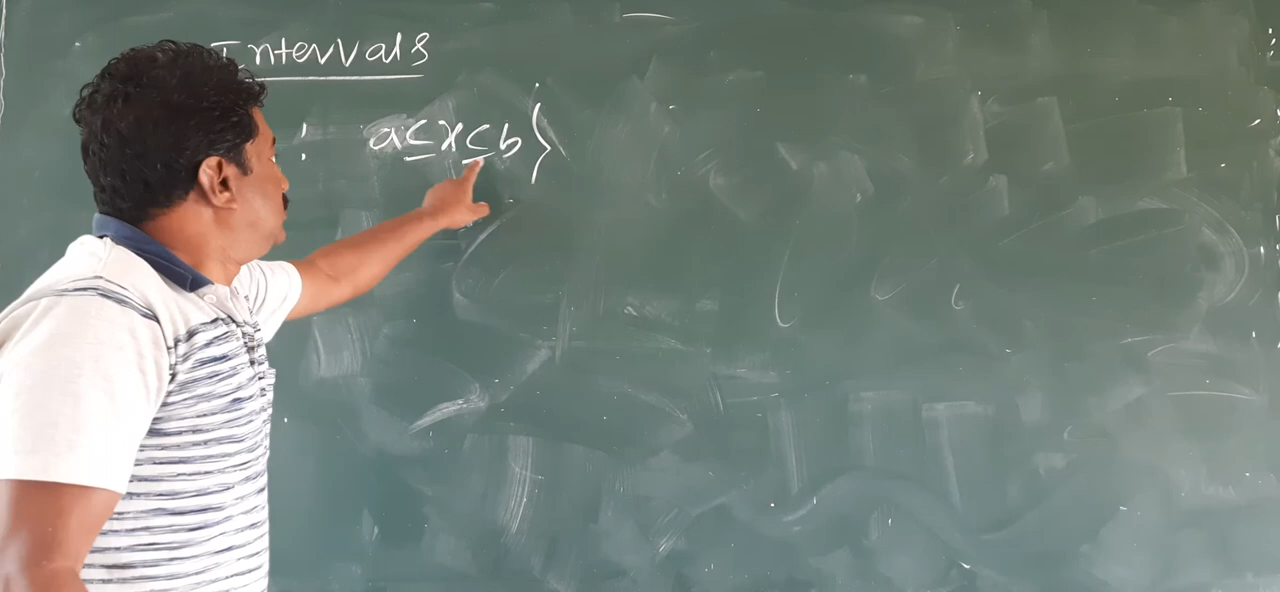 Intervals
: a ≤ x ≤ b}